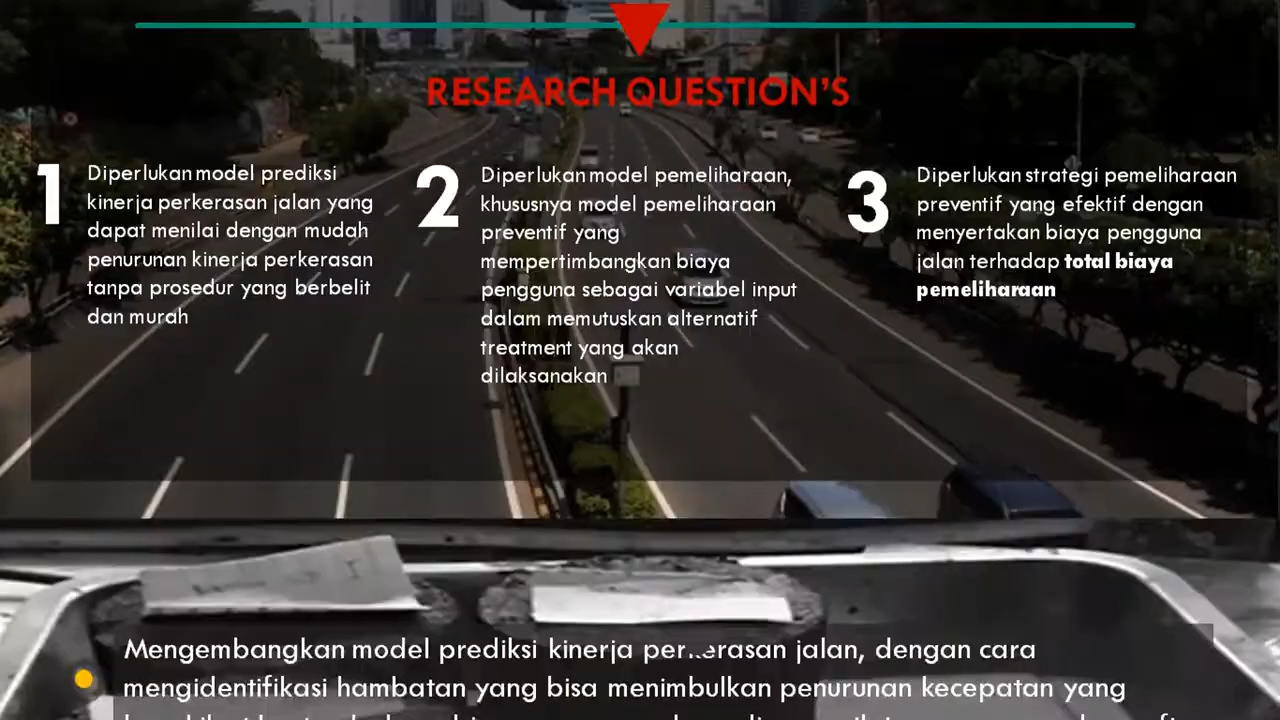 RESEARCH QUESTION'S
1
Diperlukan model prediksi
kinerja perkerasan jalan yang
dapat menilai dengan mudah
penurunan kinerja perkerasan
tanpa prosedur yang berbelit
dan murah
2
Diperlukan model pemeliharaan,
khususnya model pemeliharaan
preventif yang
mempertimbangkan biaya
pengguna sebagai variabel input
dalam memutuskan alternatif
treatment yang akan
dilaksanakan
3
Diperlukan strategi pemeliharaan
preventif yang efektif dengan
menyertakan biaya pengguna
jalan terhadap total biaya
pemeliharaan
Mengembangkan model prediksi kinerja perkerasan jalan, dengan cara
mengidentifikasi hambatan yang bisa menimbulkan penurunan kecepatan yang